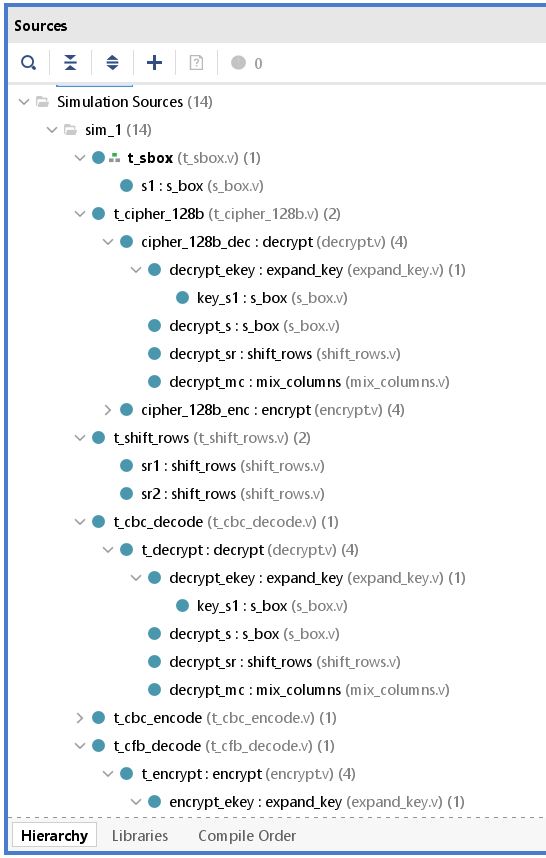 Sources
0
Simulation Sources (14)
sim_1 (14)
t_sbox (t_sbox.v) (1)
s1 : s_box (s_box.v)
t_cipher_128b (t_cipher_128b.v) (2)
cipher_128b_dec : decrypt (decrypt.v) (4)
decrypt_ekey : expand_key (expand_key.v) (1)
key_s1 : s_box (s_box.v)
decrypt_s : s_box (s_box.v)
decrypt_sr : shift_rows (shift_rows.v)
decrypt_mc : mix_columns (mix_columns.v)
cipher_128b_enc : encrypt (encrypt.v) (4)
t_shift_rows (t_shift_rows.v) (2)
sr1 : shift_rows (shift_rows.v)
sr2 : shift_rows (shift_rows.v)
t_cbc_decode (t_cbc_decode.v) (1)
t_decrypt : decrypt (decrypt.v) (4)
decrypt_ekey : expand_key (expand_key.v) (1)
key_s1 : s_box (s_box.v)
decrypt_s : s_box (s_box.v)
decrypt_sr : shift_rows (shift_rows.v)
decrypt_mc : mix_columns (mix_columns.v)
t_cbc_encode (t_cbc_encode.v) (1)
t_cfb_decode (t_cfb_decode.v) (1)
t_encrypt : encrypt (encrypt.v) (4)
encrypt_ekey : expand_key (expand_key.v) (1)
Hierarchy Libraries Compile Order